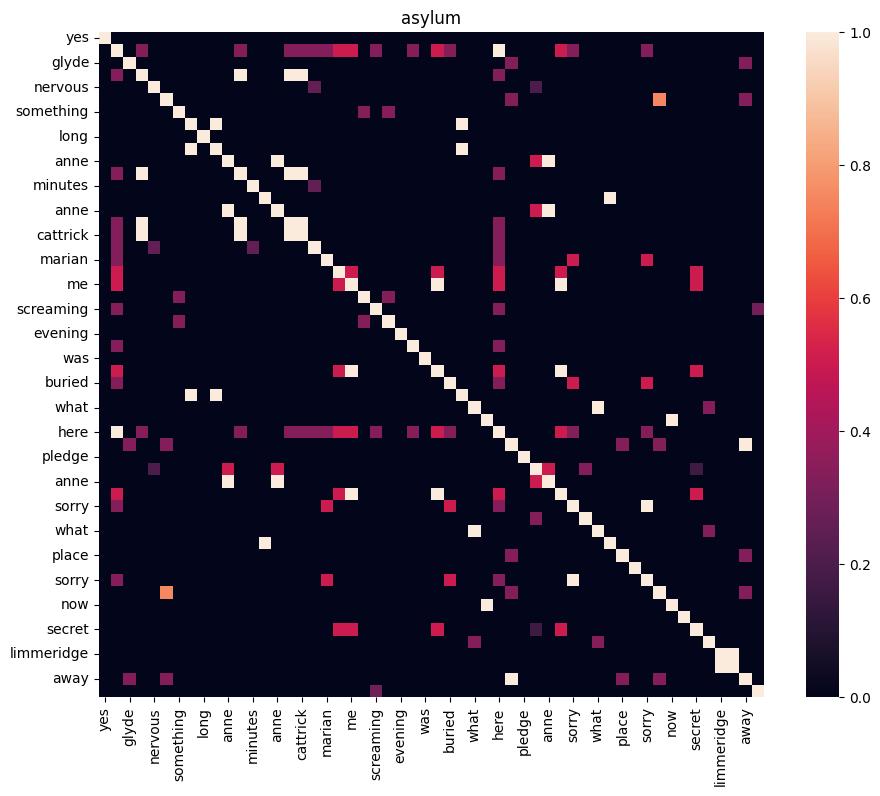 asylum
yes
glyde
nervous
something
long
anne
minutes
anne
cattrick
marian
me
screaming
evening
was
buried
what
here
pledge
anne
sorry
what
place
sorry
now
secret
limmeridge
away
1.0
0.8
0.6
0.4
0.2
0.0
yes
glyde
nervous
something
long
anne
minutes
cattrick
marian
me
screaming
evening
was
buried
what
here
pledge
anne
sorry
what
place
sorry
now
secret
limmeridge
away